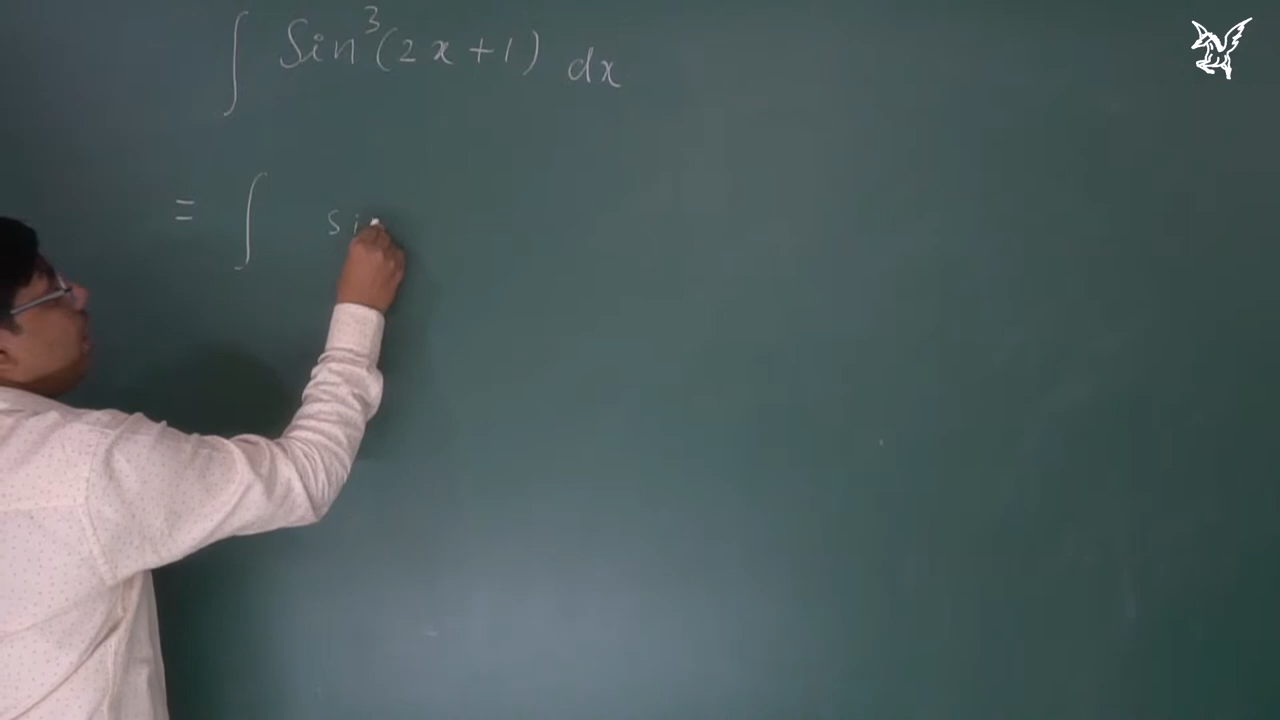 ∫ Sin³(2x+1) dx
= ∫ si